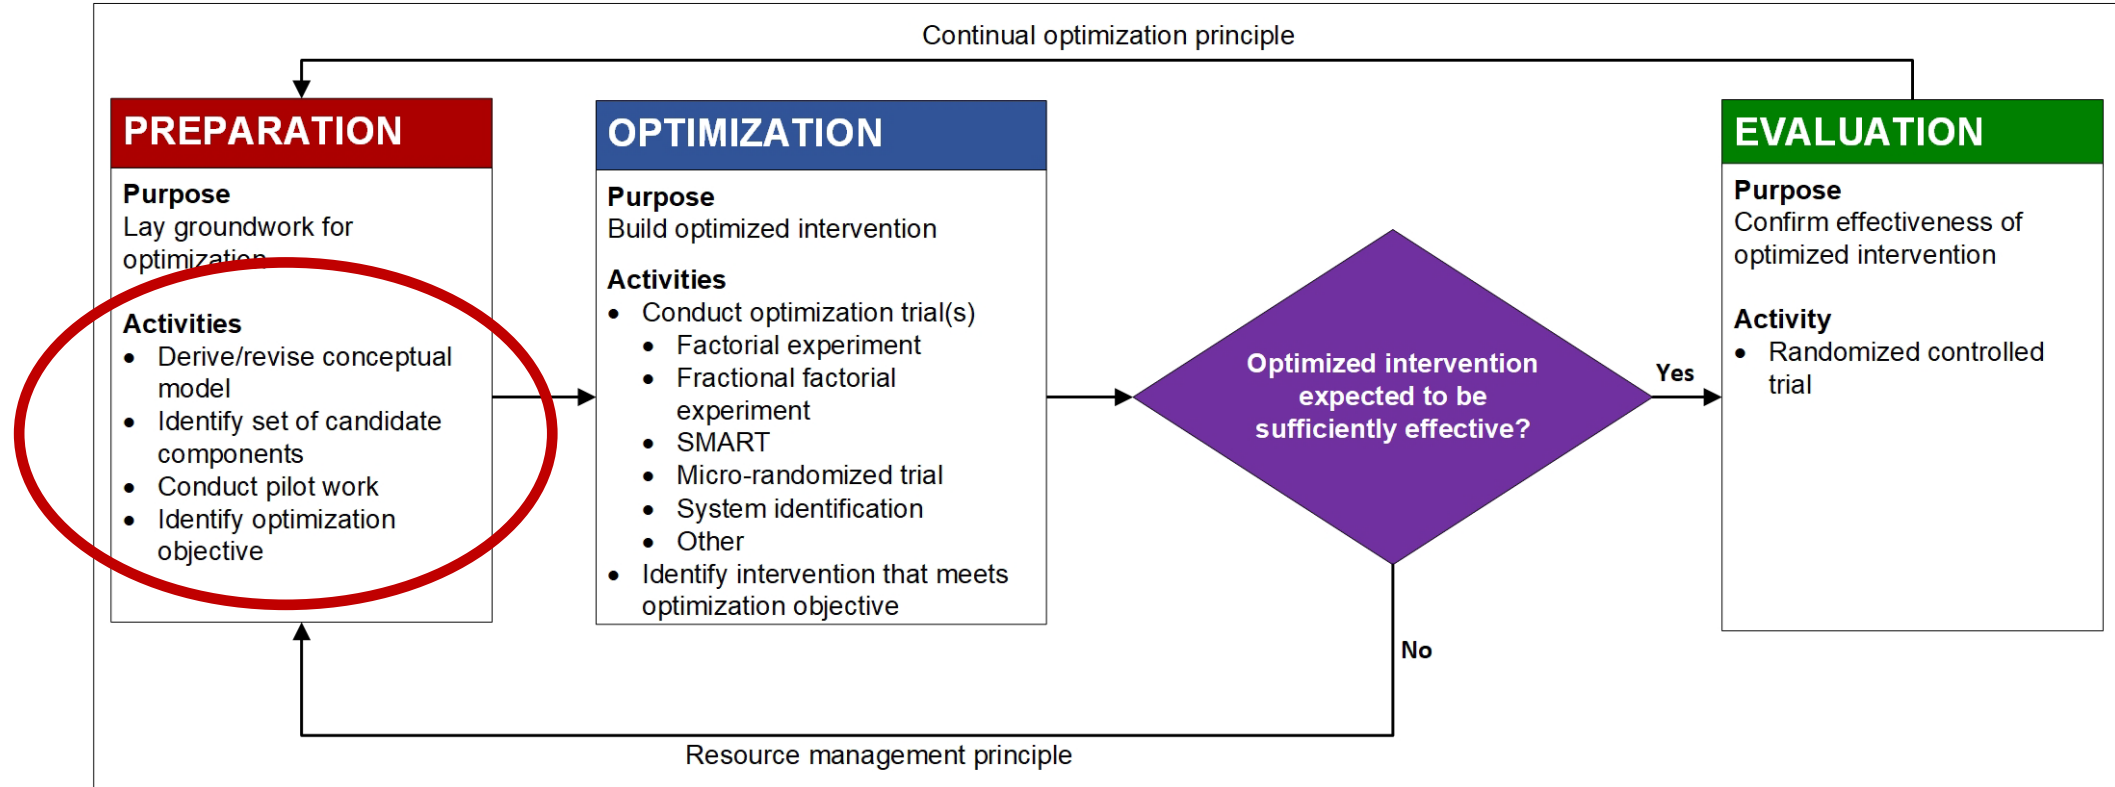 Continual optimization principle
PREPARATION
Purpose
Lay groundwork for
optimization
Activities
• Derive/revise conceptual
model
• Identify set of candidate
components
• Conduct pilot work
• Identify optimization
objective
OPTIMIZATION
Purpose
Build optimized intervention
Activities
• Conduct optimization trial(s)
• Factorial experiment
• Fractional factorial
experiment
• SMART
• Micro-randomized trial
• System identification
• Other
• Identify intervention that meets
optimization objective
Optimized intervention
expected to be
sufficiently effective?
Yes
No
EVALUATION
Purpose
Confirm effectiveness of
optimized intervention
Activity
• Randomized controlled
trial
Resource management principle